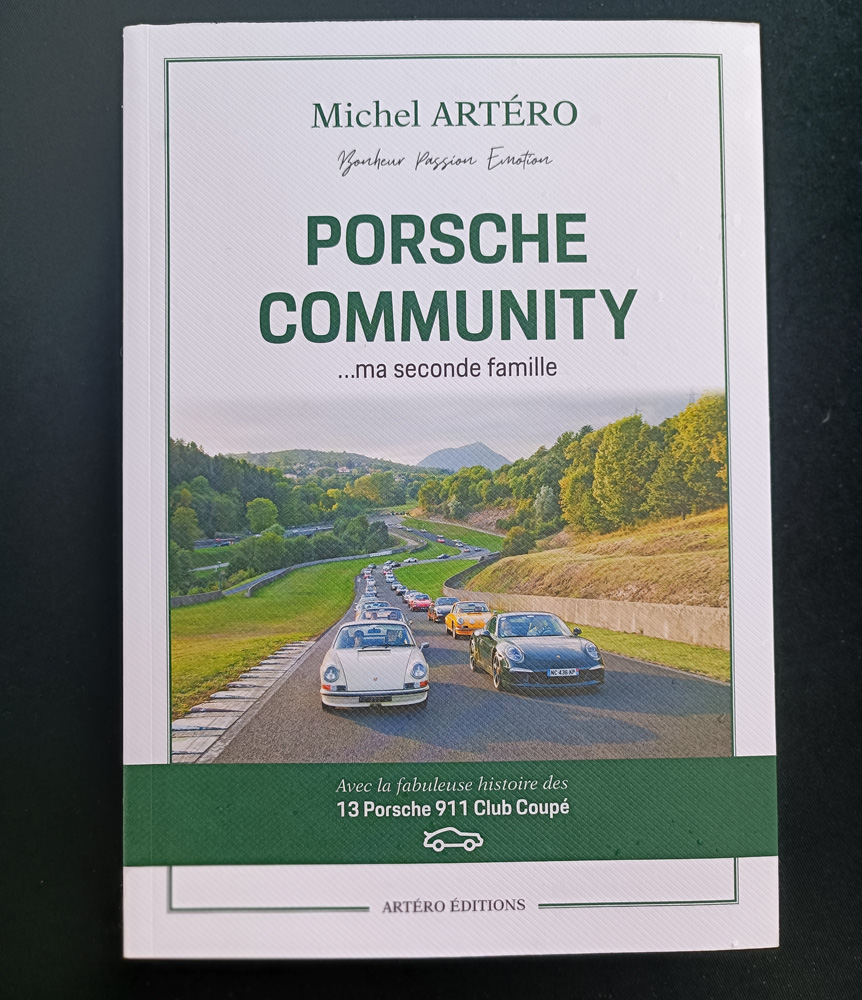 Michel ARTÉRO
Bonheur Passion Emotion
PORSCHE
COMMUNITY
...ma seconde famille
Avec la fabuleuse histoire des
13 Porsche 911 Club Coupé
ARTÉRO ÉDITIONS